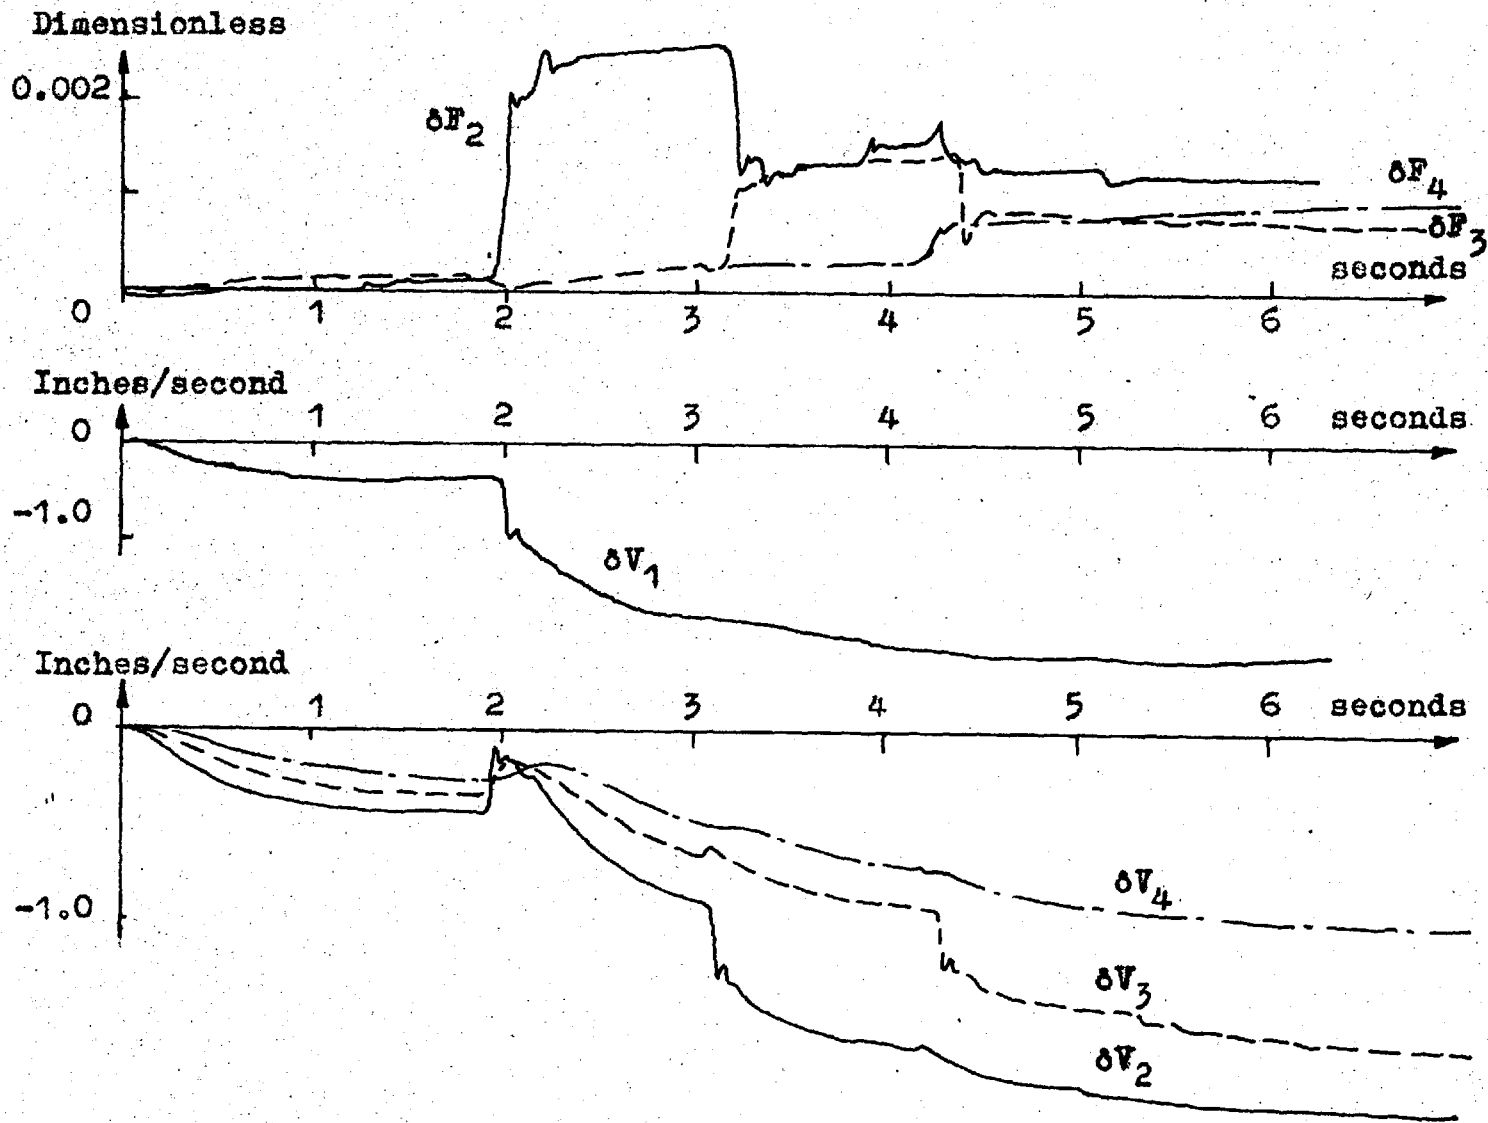 Dimensionless
0.002
δF2
δF4
δF3
seconds
0 1 2 3 4 5 6
Inches/second
0 1 2 3 4 5 6 seconds
-1.0
δV1
Inches/second
0 1 2 3 4 5 6 seconds
-1.0
δV4
δV3
δV2